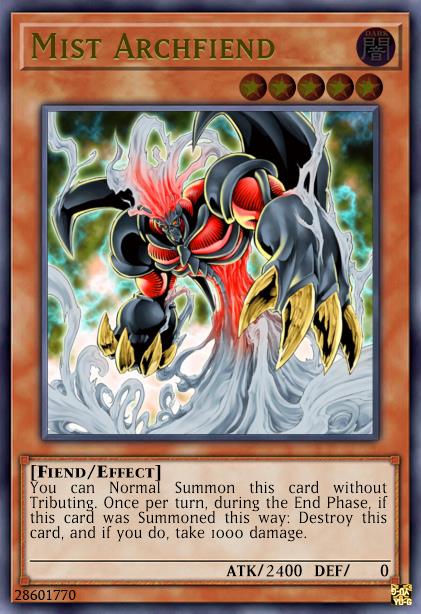 Mist Archfiend
DARK
闇
[Fiend/Effect]
You can Normal Summon this card without
Tributing. Once per turn, during the End Phase, if
this card was Summoned this way: Destroy this
card, and if you do, take 1000 damage.
ATK/2400 DEF/ 0
28601770